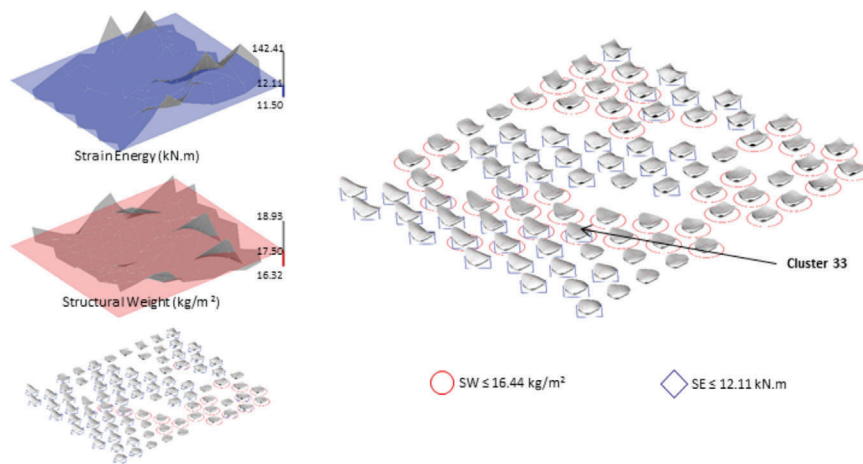 142.41
12.11
11.50
Strain Energy (kN.m)
18.93
17.50
16.32
Structural Weight (kg/m²)
Cluster 33
SW ≤ 16.44 kg/m²
SE ≤ 12.11 kN.m